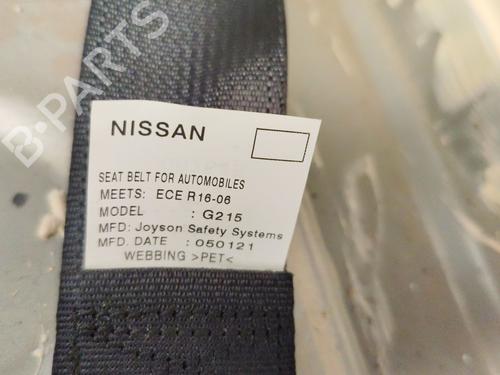 B-PARTS
NISSAN
SEAT BELT FOR AUTOMOBILES
MEETS: ECE R16-06
MODEL : G215
MFD: Joyson Safety Systems
MFD. DATE : 050121
WEBBING >PET<